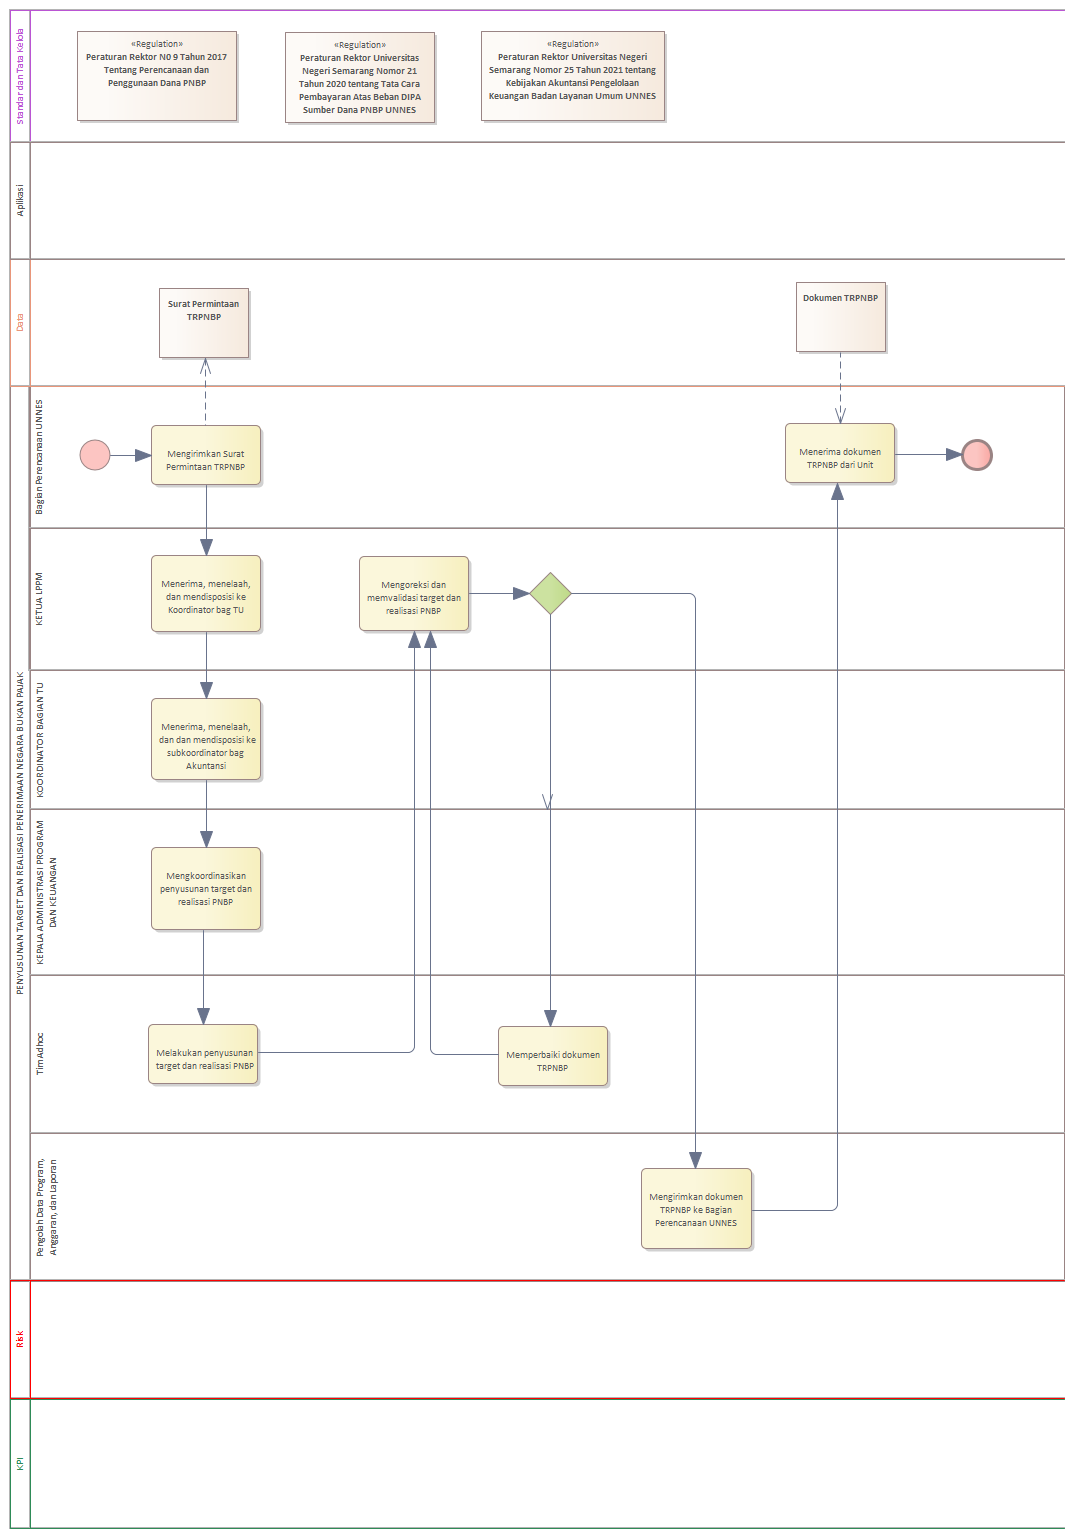 Standar dan Tata Kelola
«Regulation»
Peraturan Rektor N0 9 Tahun 2017
Tentang Perencanaan dan
Penggunaan Dana PNBP
«Regulation»
Peraturan Rektor Universitas
Negeri Semarang Nomor 21
Tahun 2020 tentang Tata Cara
Pembayaran Atas Beban DIPA
Sumber Dana PNBP UNNES
«Regulation»
Peraturan Rektor Universitas Negeri
Semarang Nomor 25 Tahun 2021 tentang
Kebijakan Akuntansi Pengelolaan
Keuangan Badan Layanan Umum UNNES
Aplikasi
Data
Surat Permintaan
TRPNBP
Dokumen TRPNBP
PENYUSUNAN TARGET DAN REALISASI PENERIMAAN NEGARA BUKAN PAJAK
Bagian Perencanaan UNNES
Mengirimkan Surat
Permintaan TRPNBP
Menerima dokumen
TRPNBP dari Unit
KETUA LPPM
Menerima, menelaah,
dan mendisposisi ke
Koordinator bag TU
Mengoreksi dan
memvalidasi target dan
realisasi PNBP
KOORDINATOR BAGIAN TU
Menerima, menelaah,
dan dan mendisposisi ke
subkoordinator bag
Akuntansi
KEPALA ADMINISTRASI PROGRAM
DAN KEUANGAN
Mengkoordinasikan
penyusunan target dan
realisasi PNBP
Tim Adhoc
Melakukan penyusunan
target dan realisasi PNBP
Memperbaiki dokumen
TRPNBP
Pengolah Data Program,
Anggaran, dan Laporan
Mengirimkan dokumen
TRPNBP ke Bagian
Perencanaan UNNES
Risk
KPI